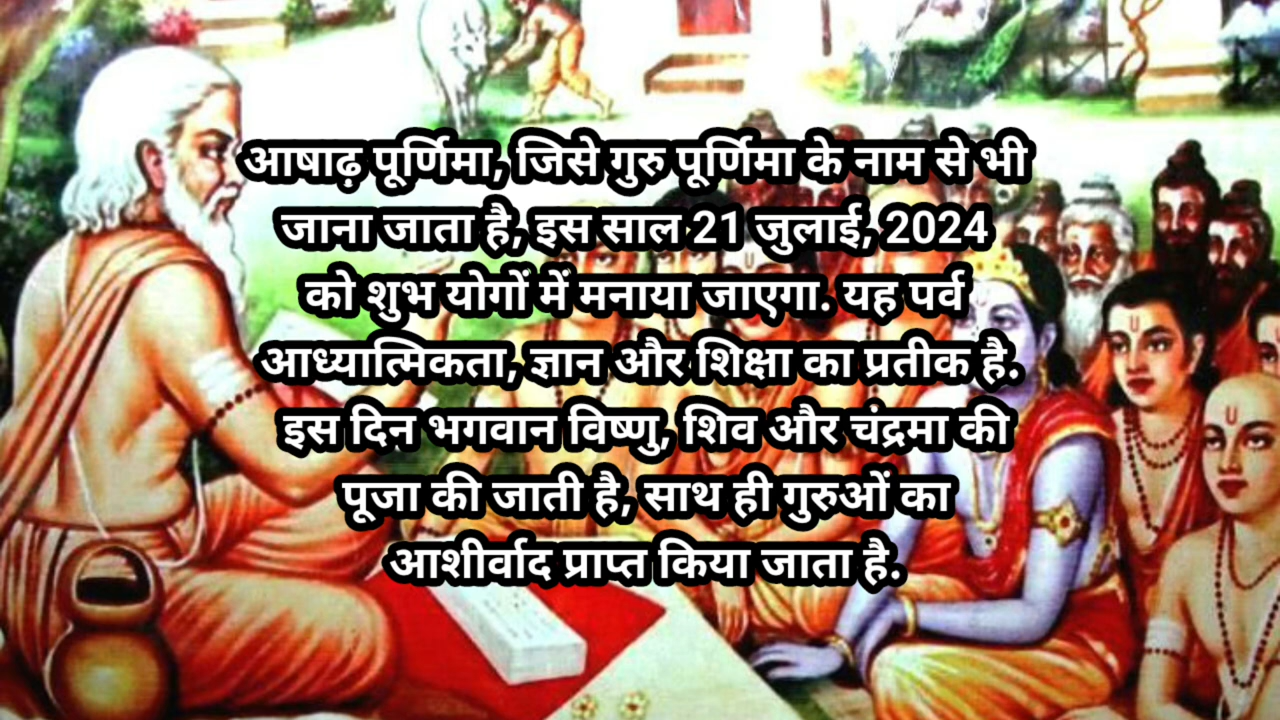 आषाढ़ पूर्णिमा, जिसे गुरु पूर्णिमा के नाम से भी
जाना जाता है, इस साल 21 जुलाई, 2024
को शुभ योगों में मनाया जाएगा. यह पर्व
आध्यात्मिकता, ज्ञान और शिक्षा का प्रतीक है.
इस दिन भगवान विष्णु, शिव और चंद्रमा की
पूजा की जाती है, साथ ही गुरुओं का
आशीर्वाद प्राप्त किया जाता है.